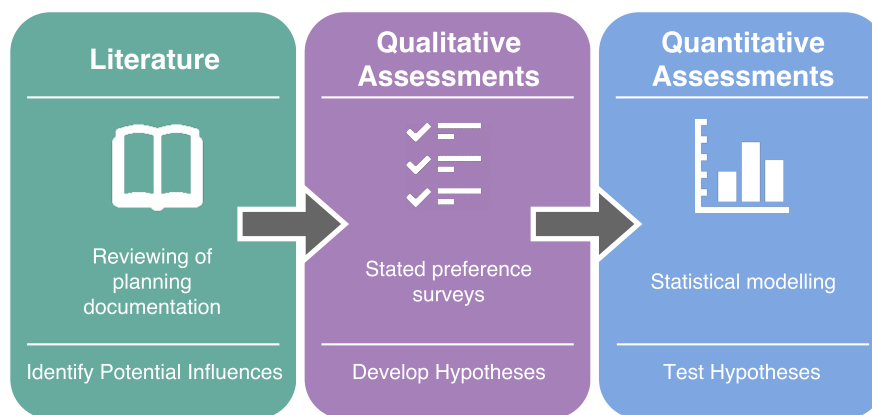 Literature
Reviewing of
planning
documentation
Identify Potential Influences
Qualitative
Assessments
Stated preference
surveys
Develop Hypotheses
Quantitative
Assessments
Statistical modelling
Test Hypotheses